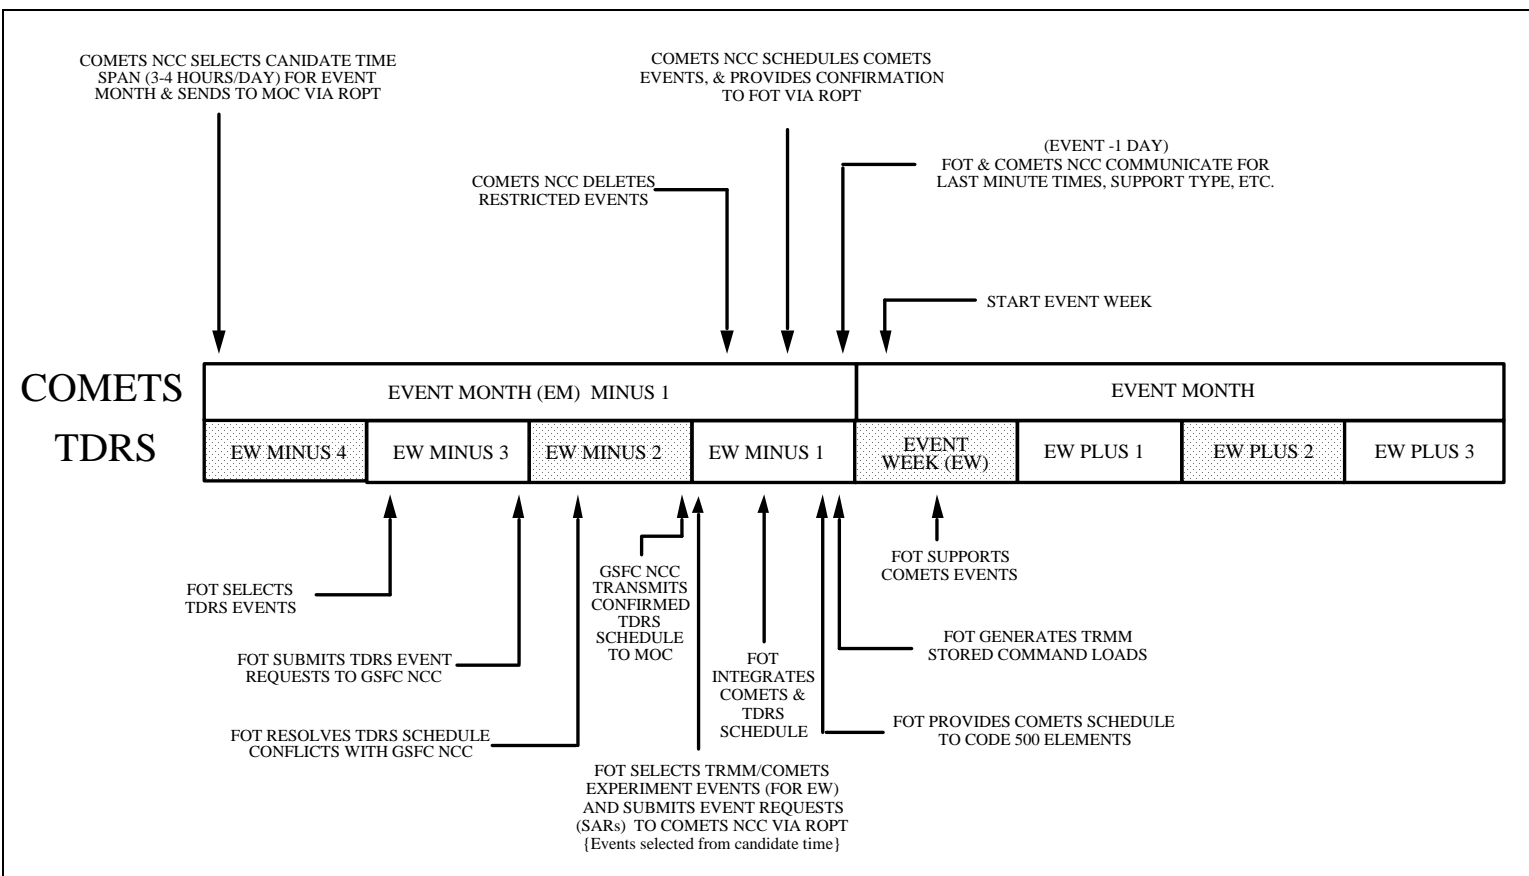 COMETS NCC SELECTS CANIDATE TIME
SPAN (3-4 HOURS/DAY) FOR EVENT
MONTH & SENDS TO MOC VIA ROPT
COMETS NCC SCHEDULES COMETS
EVENTS, & PROVIDES CONFIRMATION
TO FOT VIA ROPT
(EVENT -1 DAY)
FOT & COMETS NCC COMMUNICATE FOR
LAST MINUTE TIMES, SUPPORT TYPE, ETC.
COMETS NCC DELETES
RESTRICTED EVENTS
START EVENT WEEK
COMETS
EVENT MONTH (EM) MINUS 1
EVENT MONTH
TDRS
EW MINUS 4
EW MINUS 3
EW MINUS 2
EW MINUS 1
EVENT
WEEK (EW)
EW PLUS 1
EW PLUS 2
EW PLUS 3
FOT SELECTS
TDRS EVENTS
FOT SUBMITS TDRS EVENT
REQUESTS TO GSFC NCC
FOT RESOLVES TDRS SCHEDULE
CONFLICTS WITH GSFC NCC
GSFC NCC
TRANSMITS
CONFIRMED
TDRS
SCHEDULE
TO MOC
FOT SELECTS TRMM/COMETS
EXPERIMENT EVENTS (FOR EW)
AND SUBMITS EVENT REQUESTS
(SARs) TO COMETS NCC VIA ROPT
{Events selected from candidate time}
FOT
INTEGRATES
COMETS &
TDRS
SCHEDULE
FOT SUPPORTS
COMETS EVENTS
FOT GENERATES TRMM
STORED COMMAND LOADS
FOT PROVIDES COMETS SCHEDULE
TO CODE 500 ELEMENTS